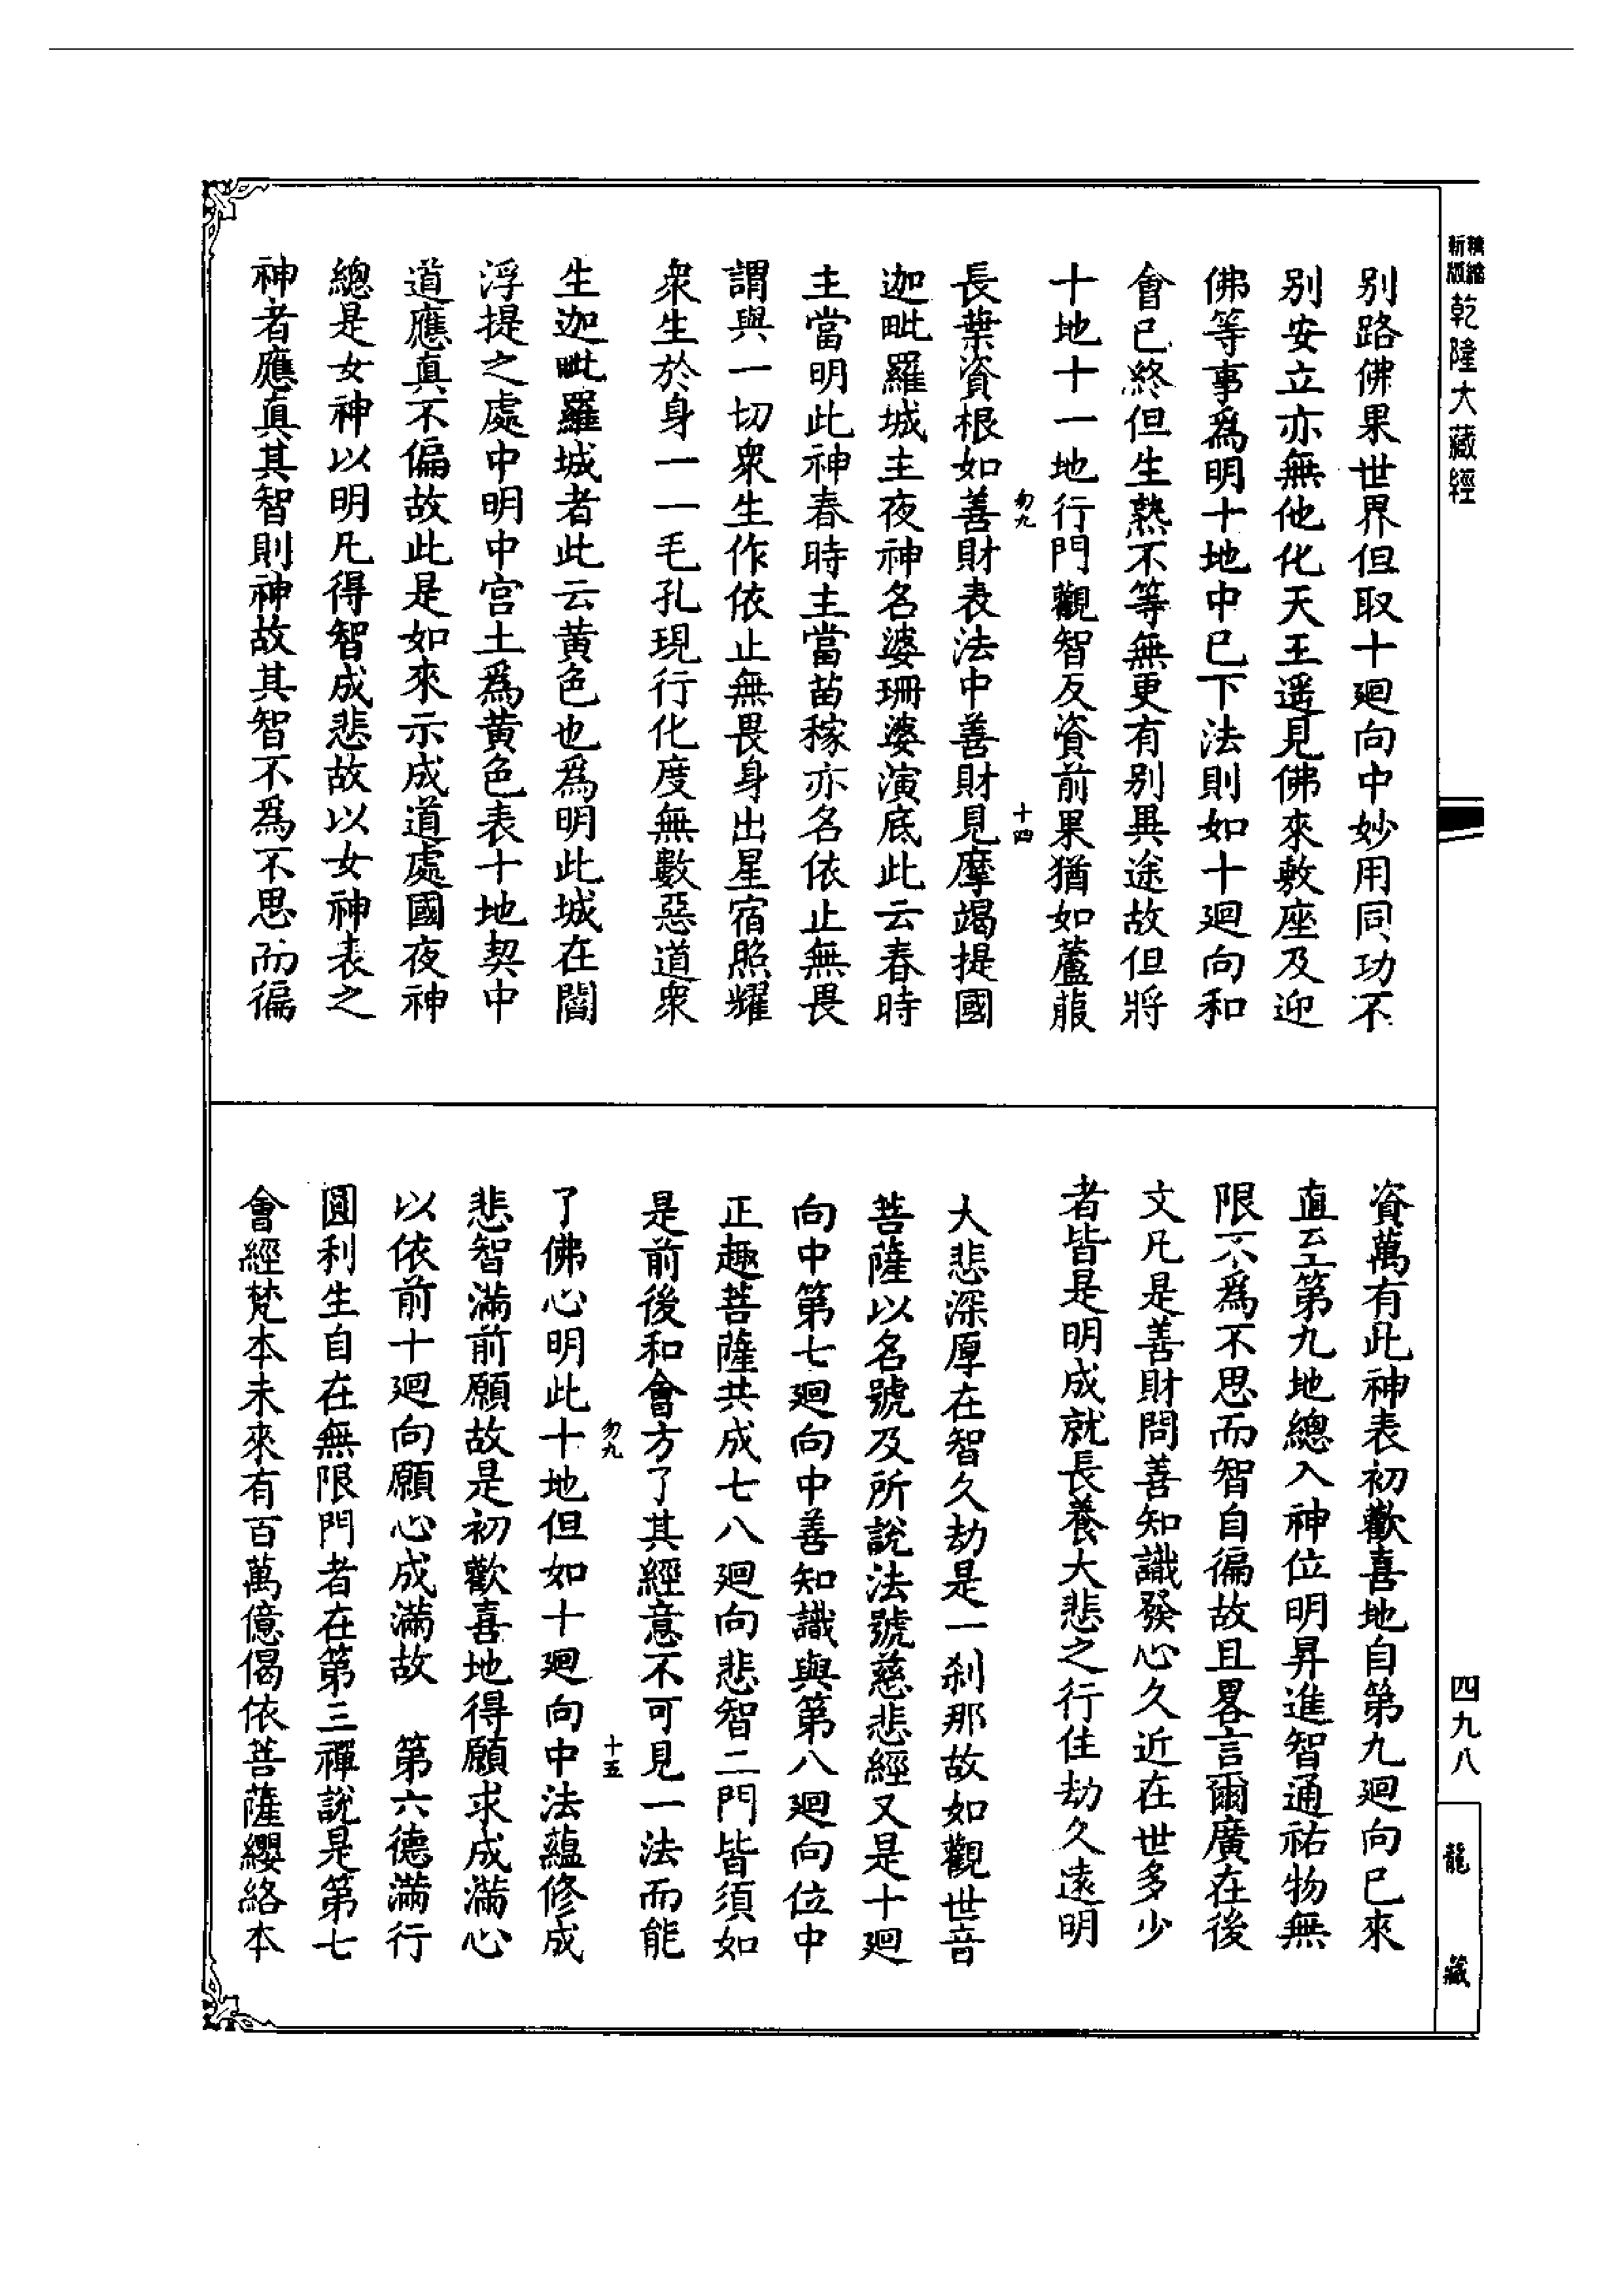 精繕新版乾隆大藏經
别路佛果世界但取十廻向中妙用同功不
别安立亦無他化天王遥見佛來敷座及迎
佛等事爲明十地中已下法則如十廻向和
會已終但生熟不等無更有别異途故但將
十地十一地行門觀智反資前果猶如蘆菔
勿九
十四
長葉資根如善財表法中善財見摩竭提國
迦毗羅城主夜神名婆珊婆演底此云春時
主當明此神春時主當苗稼亦名依止無畏
謂與一切衆生作依止無畏身出星宿照耀
衆生於身一一毛孔現行化度無數惡道衆
生迦毗羅城者此云黄色也爲明此城在閻
浮提之處中明中宫土爲黄色表十地契中
道應真不偏故此是如來示成道處國夜神
總是女神以明凡得智成悲故以女神表之
神者應真其智則神故其智不爲不思而徧
資萬有此神表初歡喜地自第九廻向已來
直至第九地總入神位明昇進智通祐物無
限不爲不思而智自徧故且畧言爾廣在後
文凡是善財問善知識發心久近在世多少
者皆是明成就長養大悲之行住劫久遠明
大悲深厚在智久劫是一刹那故如觀世音
菩薩以名號及所說法號慈悲經又是十廻
向中第七廻向中善知識與第八廻向位中
正趣菩薩共成七八廻向悲智二門皆須如
是前後和會方了其經意不可見一法而能
勿九
十五
了佛心明此十地但如十廻向中法蘊修成
悲智滿前願故是初歡喜地得願求成滿心
以依前十廻向願心成滿故　第六德滿行
圓利生自在無限門者在第三禪說是第七
會經梵本未來有百萬億偈依菩薩纓絡本
四九八
龍藏